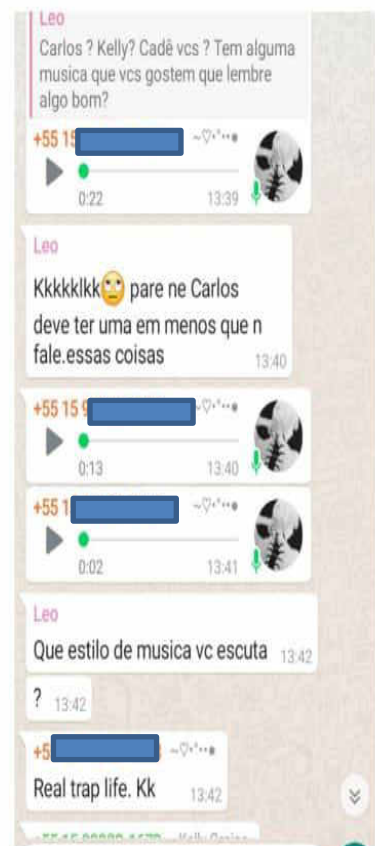 Leo
Carlos ? Kelly? Cadê vcs ? Tem alguma
musica que vcs gostem que lembre
algo bom?
+55 15 ~♡•°••●
0:22 13:39
Leo
Kkkkklkk🙄 pare ne Carlos
deve ter uma em menos que n
fale.essas coisas
13:40
+55 15 9 ~♡•°••●
0:13 13:40
+55 1 ~♡•°••●
0:02 13:41
Leo
Que estilo de musica vc escuta 13:42
? 13:42
+5 ~♡•°••●
Real trap life. Kk 13:42